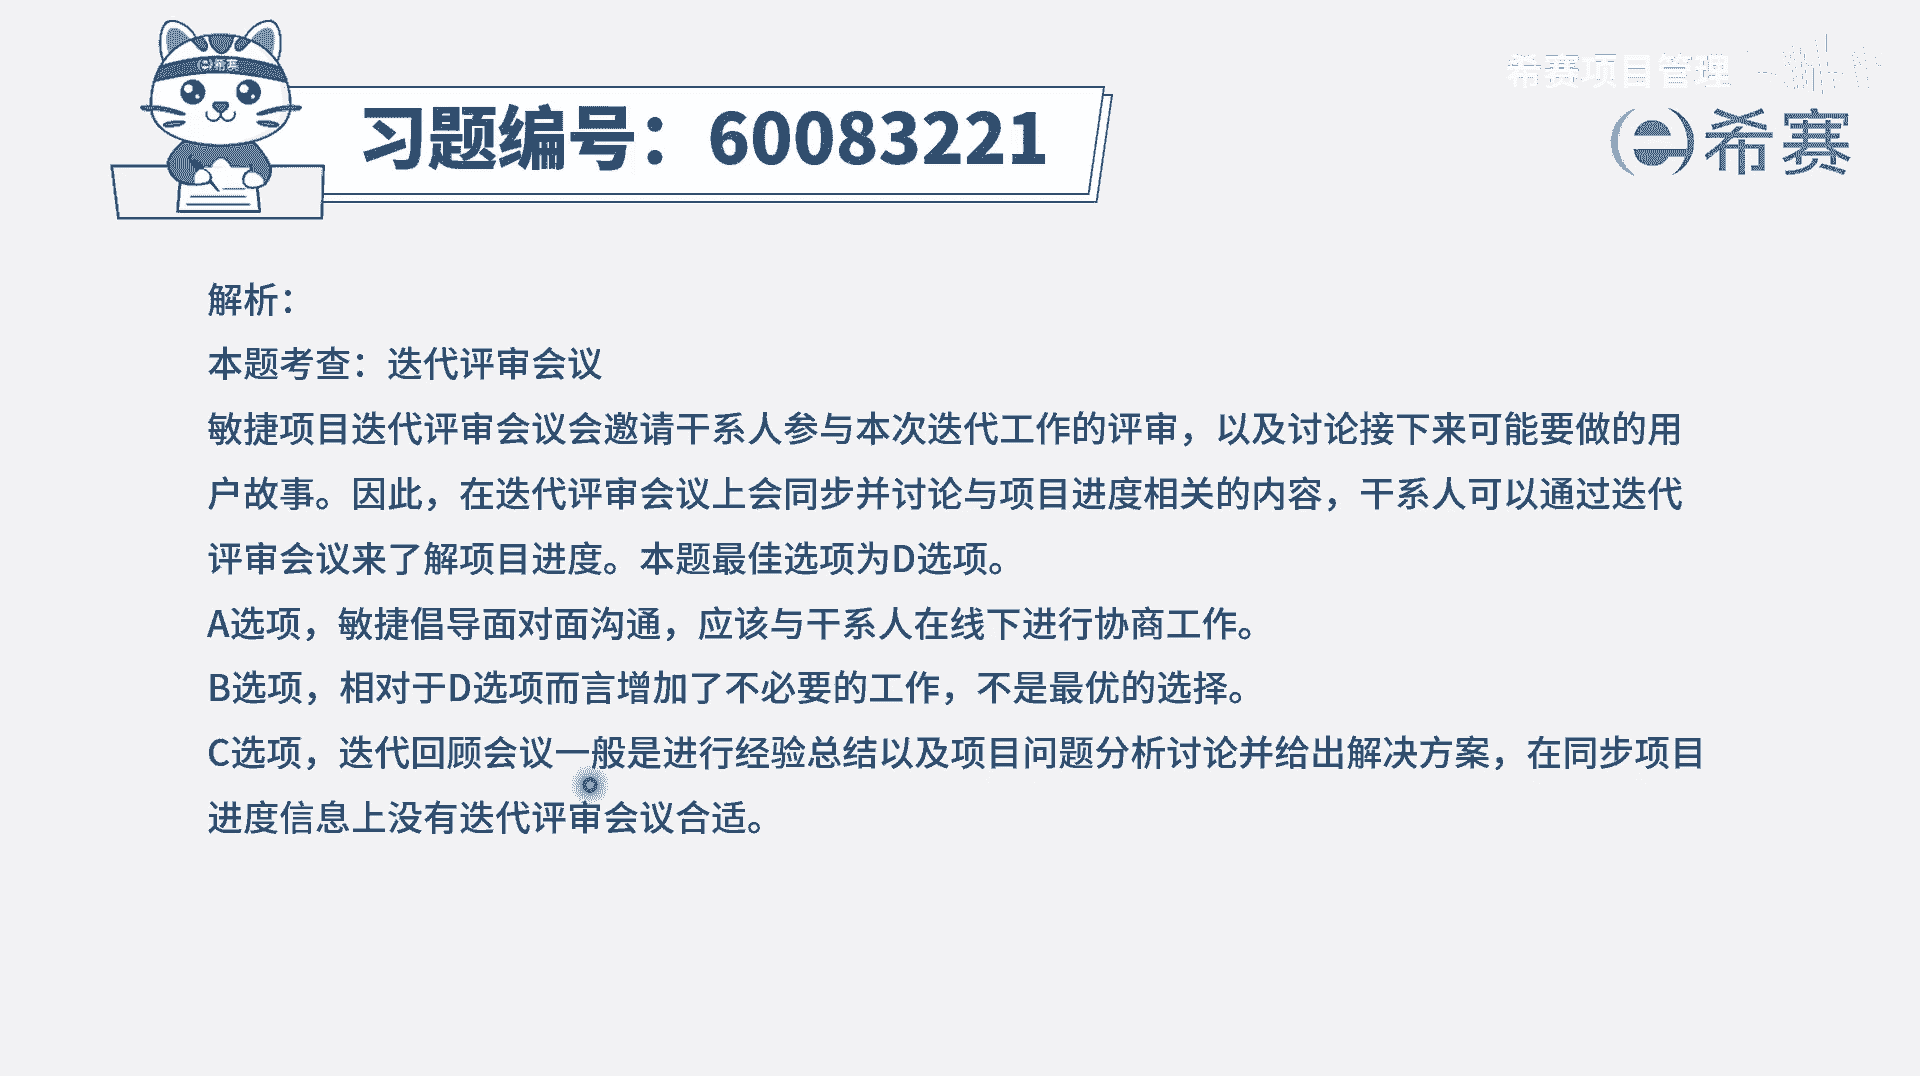 希赛
希赛项目管理
希赛
习题编号：60083221
解析：
本题考查：迭代评审会议
敏捷项目迭代评审会议会邀请干系人参与本次迭代工作的评审，以及讨论接下来可能要做的用
户故事。因此，在迭代评审会议上会同步并讨论与项目进度相关的内容，干系人可以通过迭代
评审会议来了解项目进度。本题最佳选项为D选项。
A选项，敏捷倡导面对面沟通，应该与干系人在线下进行协商工作。
B选项，相对于D选项而言增加了不必要的工作，不是最优的选择。
C选项，迭代回顾会议一般是进行经验总结以及项目问题分析讨论并给出解决方案，在同步项目
进度信息上没有迭代评审会议合适。